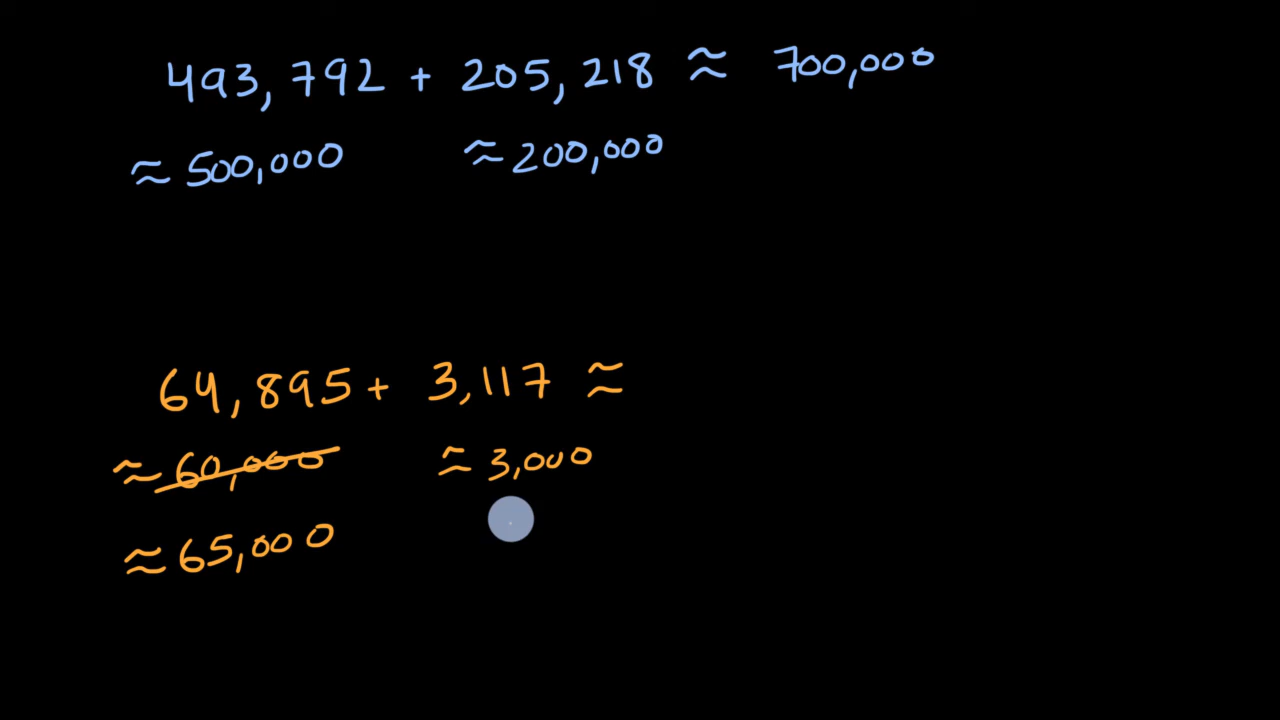 493,792 + 205,218 ≈ 700,000
≈ 500,000 ≈ 200,000
64,895 + 3,117 ≈
≈ 60,000 ≈ 3,000
≈ 65,000